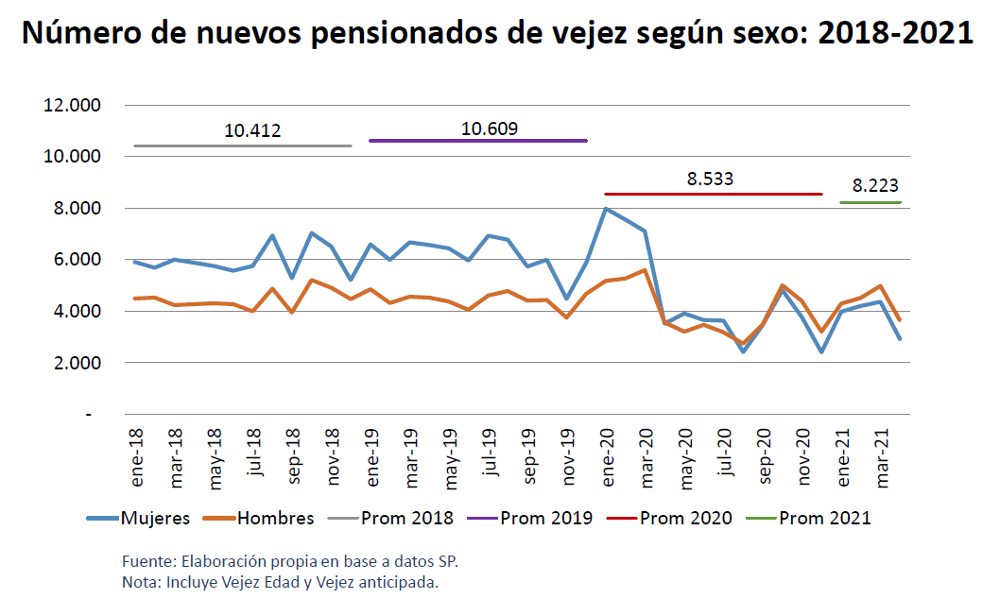 Número de nuevos pensionados de vejez según sexo: 2018-2021
12.000
10.000
8.000
6.000
4.000
2.000
-
10.412
10.609
8.533
8.223
ene-18
mar-18
may-18
jul-18
sep-18
nov-18
ene-19
mar-19
may-19
jul-19
sep-19
nov-19
ene-20
mar-20
may-20
jul-20
sep-20
nov-20
ene-21
mar-21
Mujeres Hombres Prom 2018 Prom 2019 Prom 2020 Prom 2021
Fuente: Elaboración propia en base a datos SP.
Nota: Incluye Vejez Edad y Vejez anticipada.